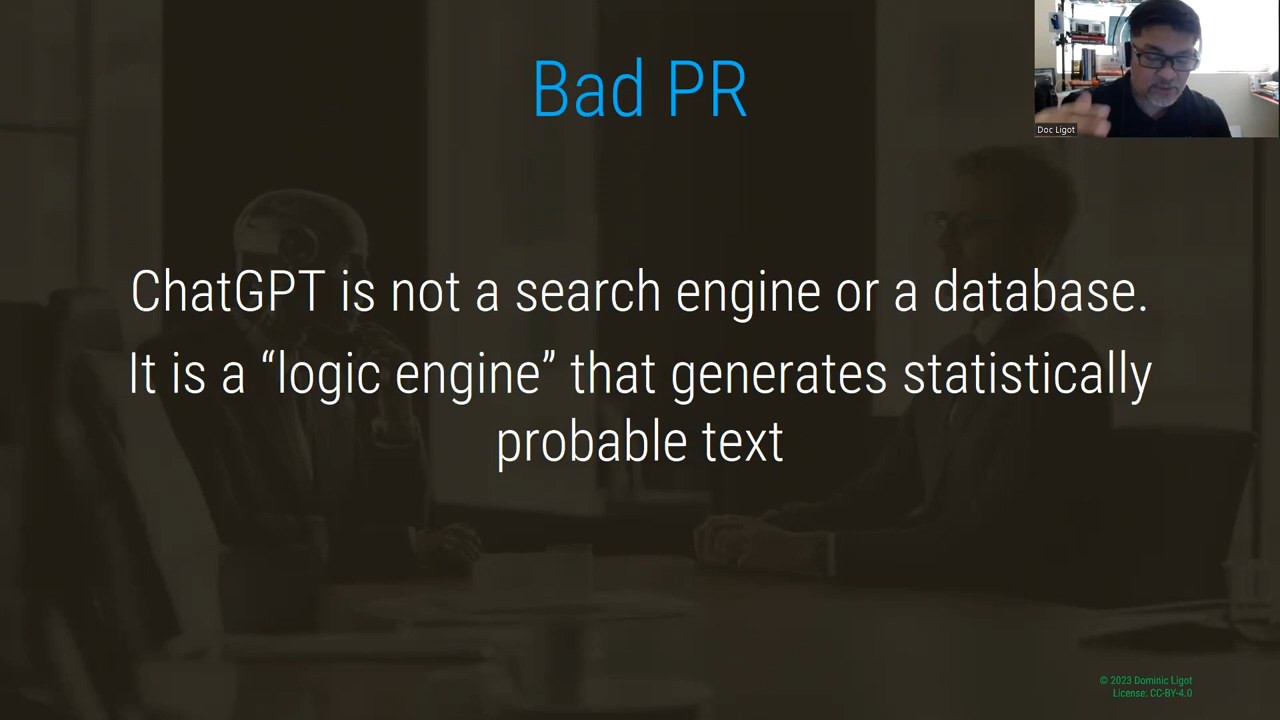 Bad PR
Doc Ligot
ChatGPT is not a search engine or a database.
It is a “logic engine” that generates statistically
probable text
© 2023 Dominic Ligot
License: CC-BY-4.0